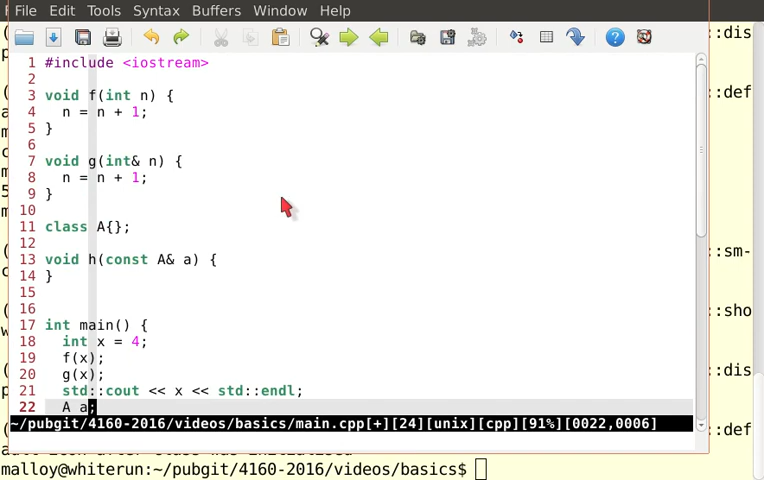 File Edit Tools Syntax Buffers Window Help
1 #include <iostream>
2
3 void f(int n) {
4 n = n + 1;
5 }
6
7 void g(int& n) {
8 n = n + 1;
9 }
10
11 class A{};
12
13 void h(const A& a) {
14 }
15
16
17 int main() {
18 int x = 4;
19 f(x);
20 g(x);
21 std::cout << x << std::endl;
22 A a;
~/pubgit/4160-2016/videos/basics/main.cpp[+][24][unix][cpp][91%][0022,0006]
::dis
::def
::sm-
::sho
::dis
::def
malloy@whiterun:~/pubgit/4160-2016/videos/basics$